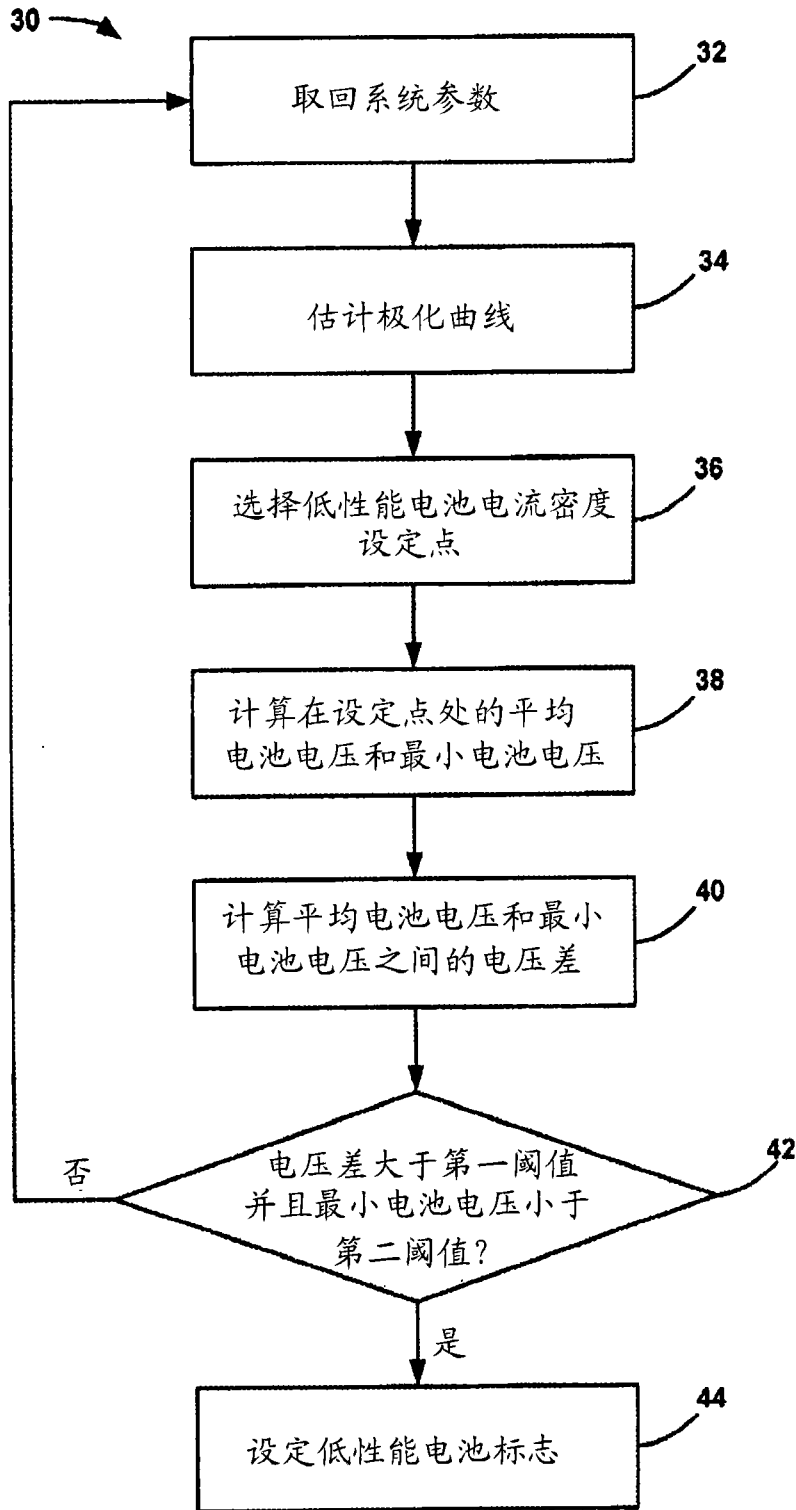 30
32
取回系统参数
34
估计极化曲线
36
选择低性能电池电流密度
设定点
38
计算在设定点处的平均
电池电压和最小电池电压
40
计算平均电池电压和最小
电池电压之间的电压差
42
否
电压差大于第一阈值
并且最小电池电压小于
第二阈值?
是
44
设定低性能电池标志